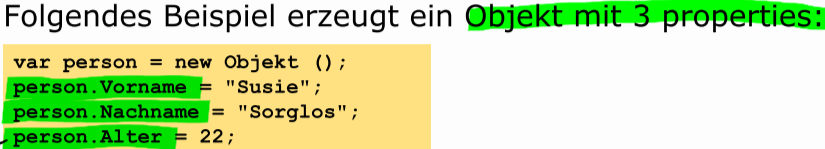 Folgendes Beispiel erzeugt ein Objekt mit 3 properties:
var person = new Objekt ();
person.Vorname = "Susie";
person.Nachname = "Sorglos";
person.Alter = 22;